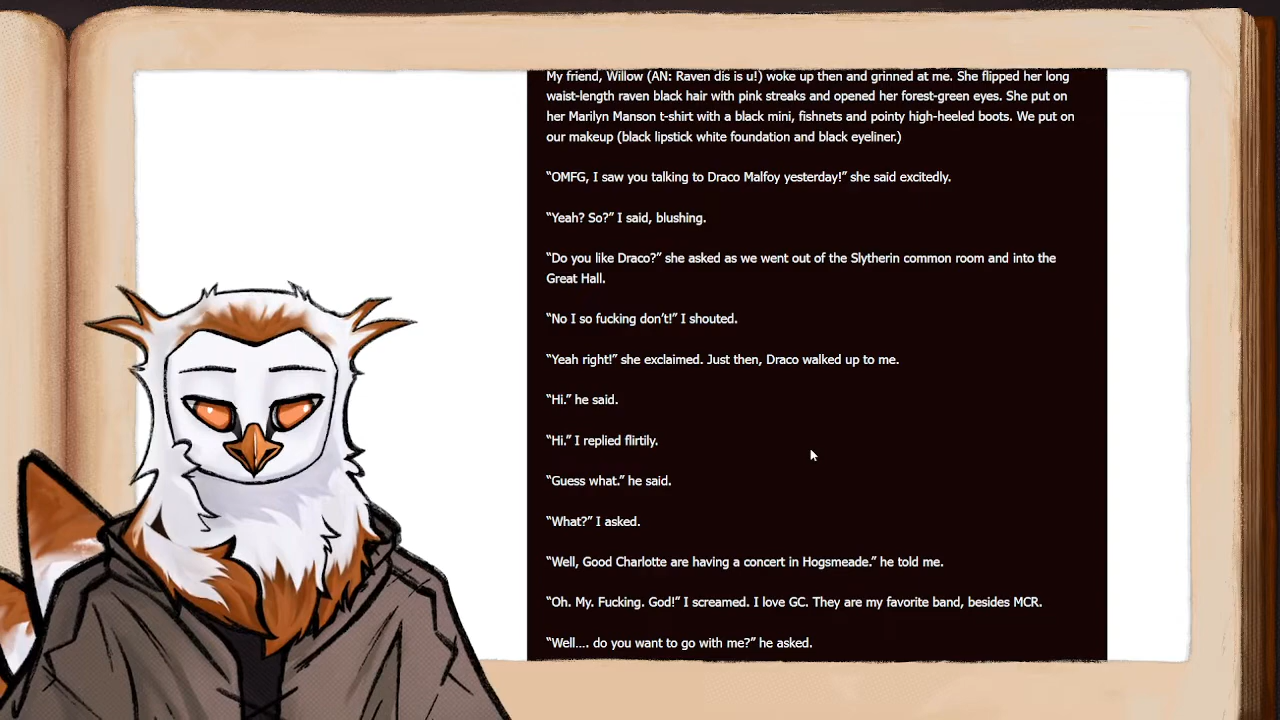 My friend, Willow (AN: Raven dis is u!) woke up then and grinned at me. She flipped her long
waist-length raven black hair with pink streaks and opened her forest-green eyes. She put on
her Marilyn Manson t-shirt with a black mini, fishnets and pointy high-heeled boots. We put on
our makeup (black lipstick white foundation and black eyeliner.)
“OMFG, I saw you talking to Draco Malfoy yesterday!” she said excitedly.
“Yeah? So?” I said, blushing.
“Do you like Draco?” she asked as we went out of the Slytherin common room and into the
Great Hall.
“No I so fucking don’t!” I shouted.
“Yeah right!” she exclaimed. Just then, Draco walked up to me.
“Hi.” he said.
“Hi.” I replied flirtily.
“Guess what.” he said.
“What?” I asked.
“Well, Good Charlotte are having a concert in Hogsmeade.” he told me.
“Oh. My. Fucking. God!” I screamed. I love GC. They are my favorite band, besides MCR.
“Well…. do you want to go with me?” he asked.